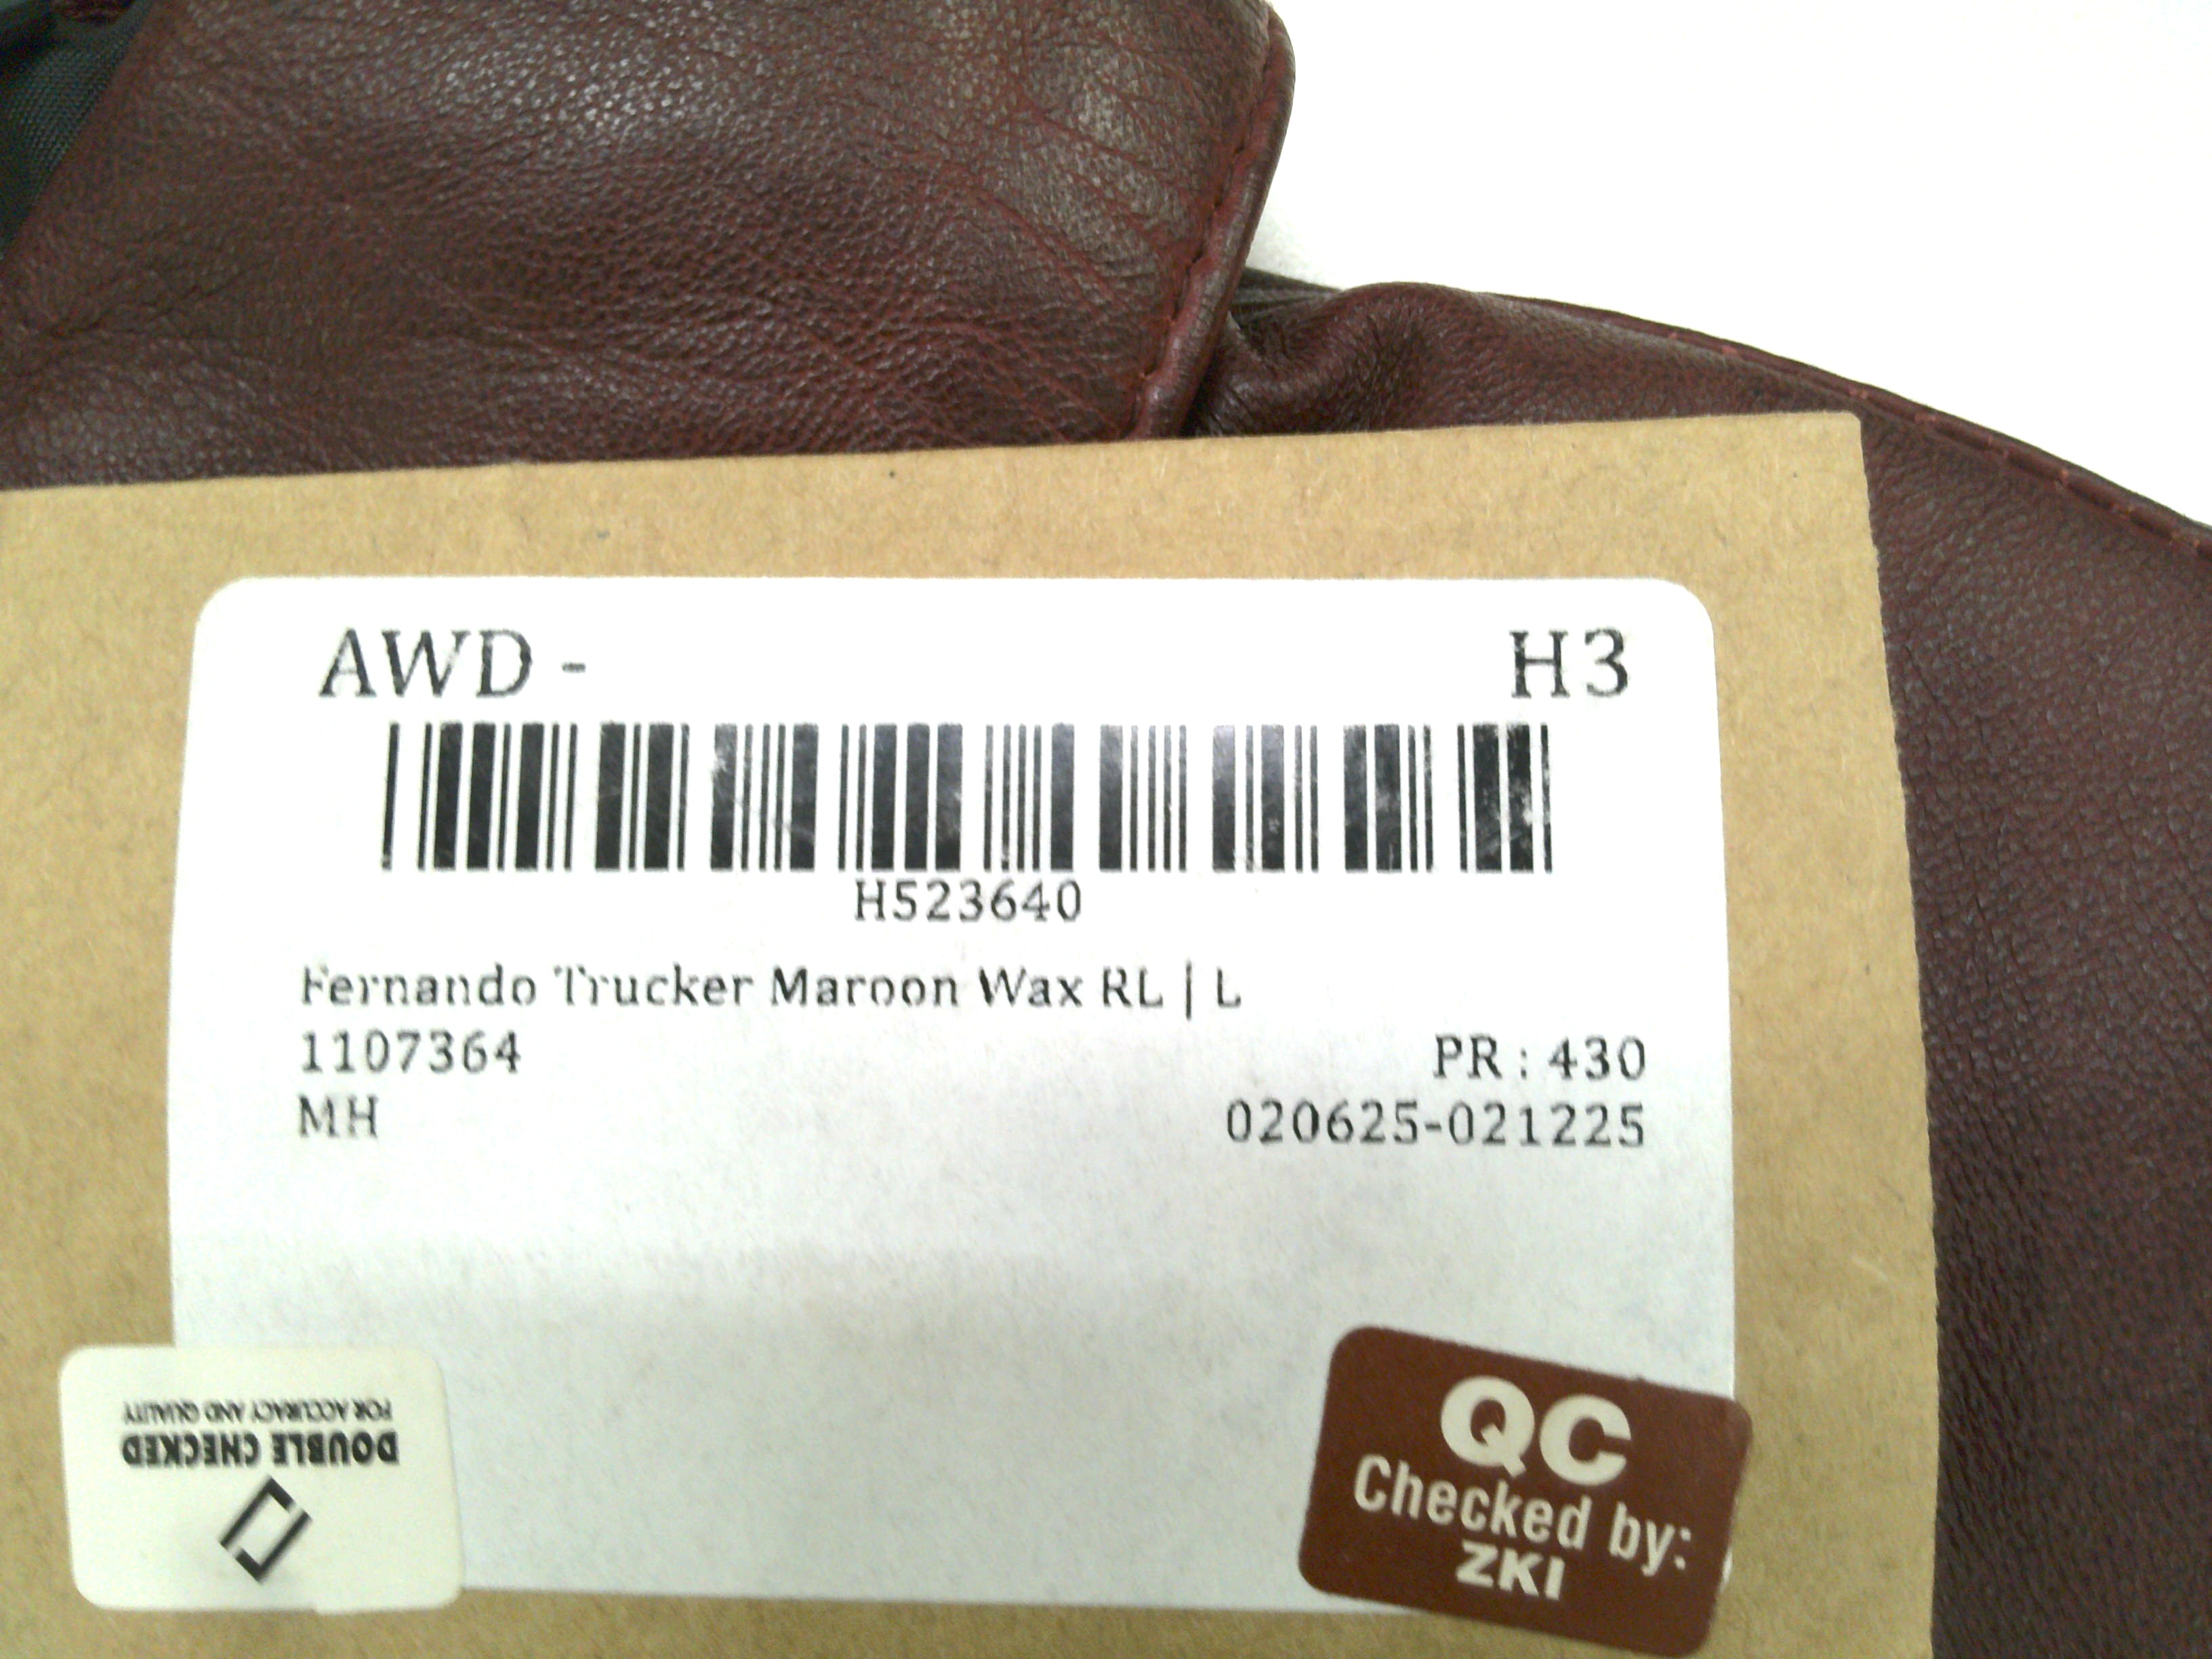 AWD - H3
H523640
Fernando Trucker Maroon Wax RL | L
1107364 PR : 430
MH 020625-021225
QC
Checked by:
ZKI
DOUBLE CHECKED
FOR ACCURACY AND QUALITY